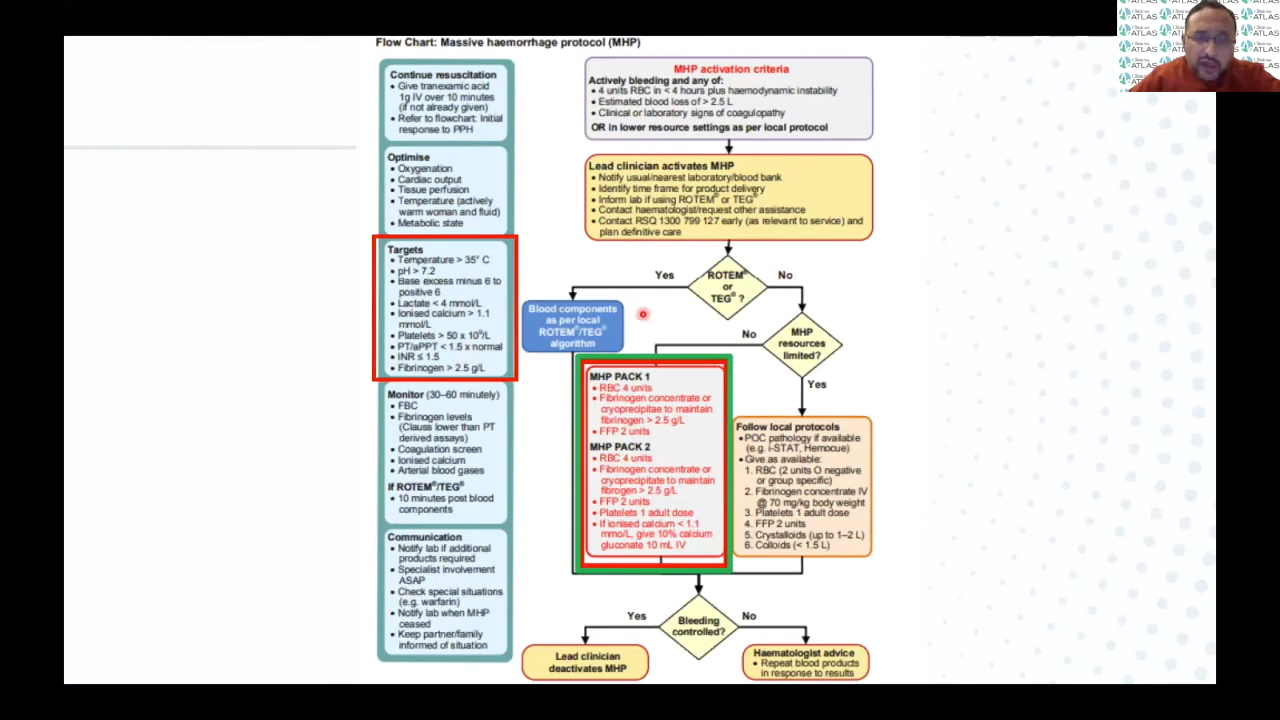 Flow Chart: Massive haemorrhage protocol (MHP)
Continue resuscitation
• Give tranexamic acid
1g IV over 10 minutes
(if not already given)
• Refer to flowchart: Initial
response to PPH
Optimise
• Oxygenation
• Cardiac output
• Tissue perfusion
• Temperature (actively
warm woman and fluid)
• Metabolic state
Targets
• Temperature > 35° C
• pH > 7.2
• Base excess minus 6 to
positive 6
• Lactate < 4 mmol/L
• Ionised calcium > 1.1
mmol/L
• Platelets > 50 x 10⁹/L
• PT/aPPT < 1.5 x normal
• INR ≤ 1.5
• Fibrinogen > 2.5 g/L
Monitor (30–60 minutely)
• FBC
• Fibrinogen levels
(Clauss lower than PT
derived assays)
• Coagulation screen
• Ionised calcium
• Arterial blood gases
If ROTEM®/TEG®
• 10 minutes post blood
components
Communication
• Notify lab if additional
products required
• Specialist involvement
ASAP
• Check special situations
(e.g. warfarin)
• Notify lab when MHP
ceased
• Keep partner/family
informed of situation
MHP activation criteria
Actively bleeding and any of:
• 4 units RBC in < 4 hours plus haemodynamic instability
• Estimated blood loss of > 2.5 L
• Clinical or laboratory signs of coagulopathy
OR in lower resource settings as per local protocol
Lead clinician activates MHP
• Notify usual/nearest laboratory/blood bank
• Identify time frame for product delivery
• Inform lab if using ROTEM® or TEG®
• Contact haematologist/request other assistance
• Contact RSQ 1300 799 127 early (as relevant to service) and
plan definitive care
Yes
ROTEM®
or
TEG® ?
No
Blood components
as per local
ROTEM®/TEG®
algorithm
No
MHP
resources
limited?
Yes
MHP PACK 1
• RBC 4 units
• Fibrinogen concentrate or
cryoprecipitae to maintain
fibrinogen > 2.5 g/L
• FFP 2 units
MHP PACK 2
• RBC 4 units
• Fibrinogen concentrate or
cryoprecipitate to maintain
fibrogen > 2.5 g/L
• FFP 2 units
• Platelets 1 adult dose
• If ionised calcium < 1.1
mmo/L, give 10% calcium
gluconate 10 mL IV
Follow local protocols
• POC pathology if available
(e.g. i-STAT, Hemocue)
• Give as available:
1. RBC (2 units O negative
or group specific)
2. Fibrinogen concentrate IV
@ 70 mg/kg body weight
3. Platelets 1 adult dose
4. FFP 2 units
5. Crystalloids (up to 1–2 L)
6. Colloids (< 1.5 L)
Yes
Bleeding
controlled?
No
Lead clinician
deactivates MHP
Haematologist advice
• Repeat blood products
in response to results
ATLAS